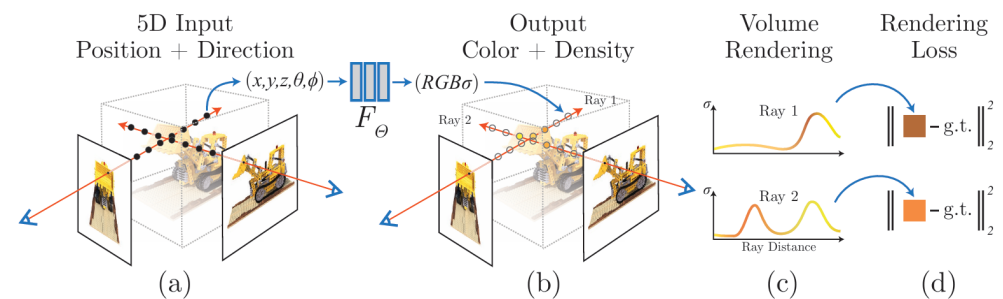 5D Input
Position + Direction
Output
Color + Density
Volume
Rendering
Rendering
Loss
(x,y,z,θ,ϕ)
F_Θ
(RGBσ)
Ray 1
Ray 2
σ
Ray 1
σ
Ray 2
Ray Distance
‖ - g.t. ‖²₂
‖ - g.t. ‖²₂
(a)
(b)
(c)
(d)